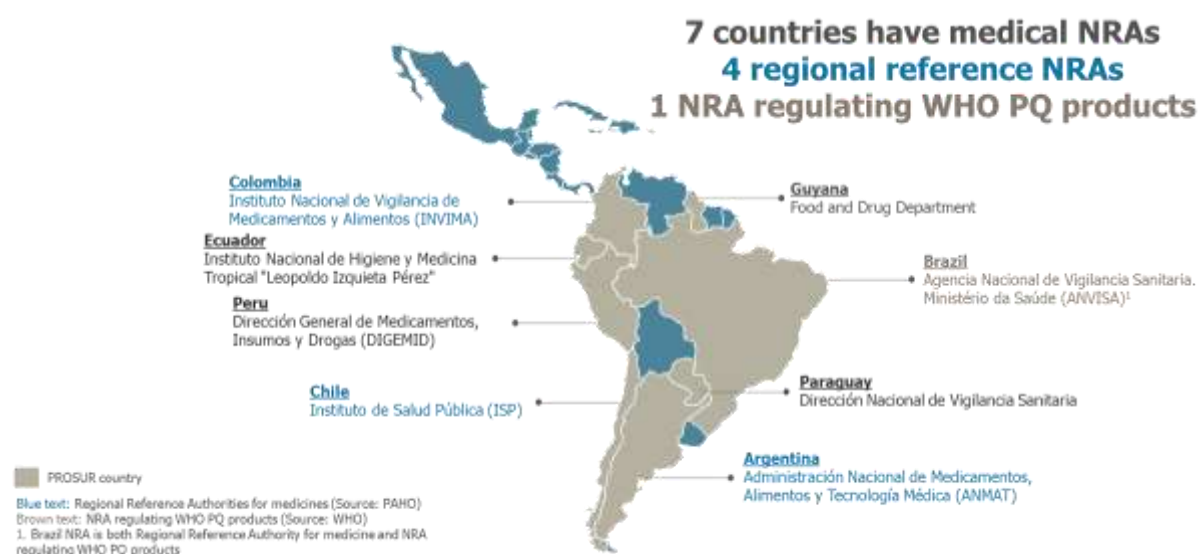 7 countries have medical NRAs
4 regional reference NRAs
1 NRA regulating WHO PQ products
Colombia
Instituto Nacional de Vigilancia de
Medicamentos y Alimentos (INVIMA)
Ecuador
Instituto Nacional de Higiene y Medicina
Tropical "Leopoldo Izquieta Pérez"
Peru
Dirección General de Medicamentos,
Insumos y Drogas (DIGEMID)
Chile
Instituto de Salud Pública (ISP)
Guyana
Food and Drug Department
Brazil
Agencia Nacional de Vigilancia Sanitaria.
Ministério da Saúde (ANVISA)¹
Paraguay
Dirección Nacional de Vigilancia Sanitaria
Argentina
Administración Nacional de Medicamentos,
Alimentos y Tecnología Médica (ANMAT)
PROSUR country
Blue text: Regional Reference Authorities for medicines (Source: PAHO)
Brown text: NRA regulating WHO PQ products (Source: WHO)
1. Brazil NRA is both Regional Reference Authority for medicine and NRA
regulating WHO PQ products